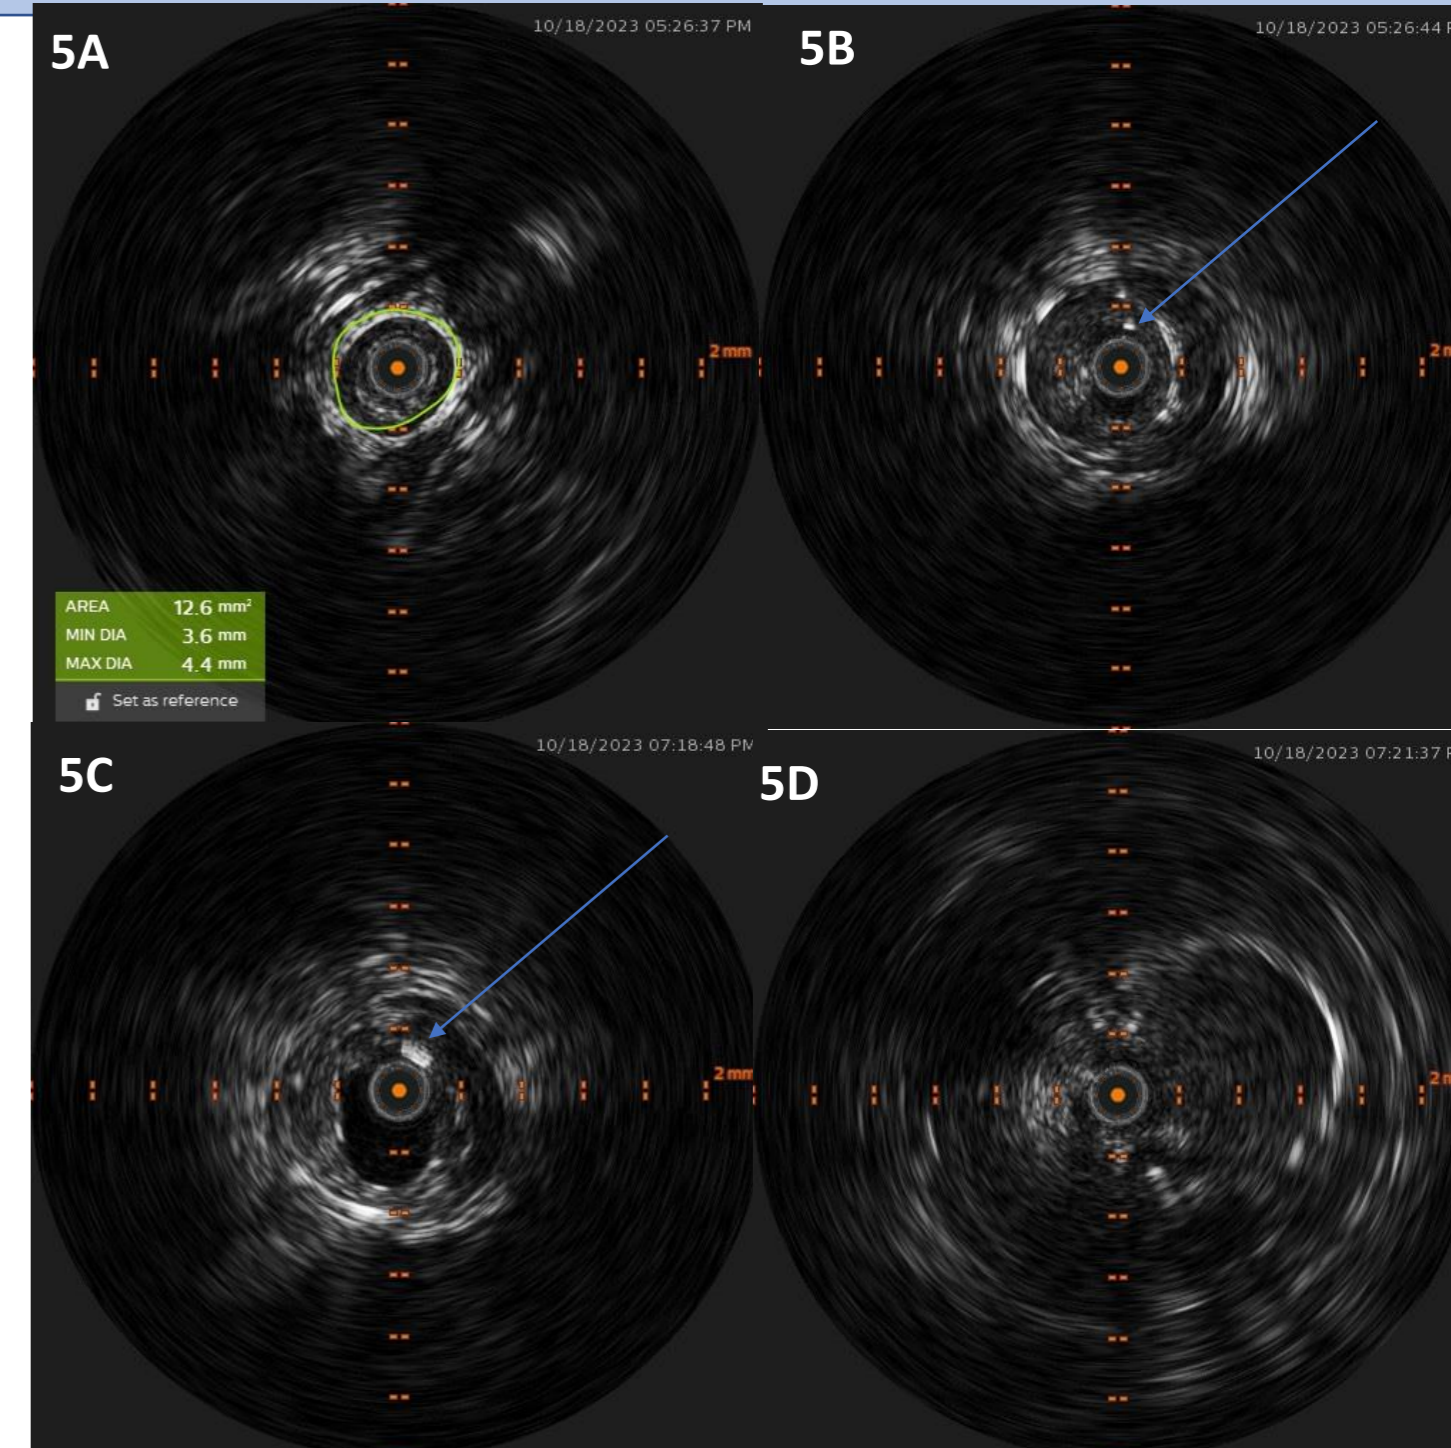 5A
10/18/2023 05:26:37 PM
2 mm
AREA 12.6 mm²
MIN DIA 3.6 mm
MAX DIA 4.4 mm
Set as reference
5B
10/18/2023 05:26:44
2
5C
10/18/2023 07:18:48 PM
2 mm
5D
10/18/2023 07:21:37
2